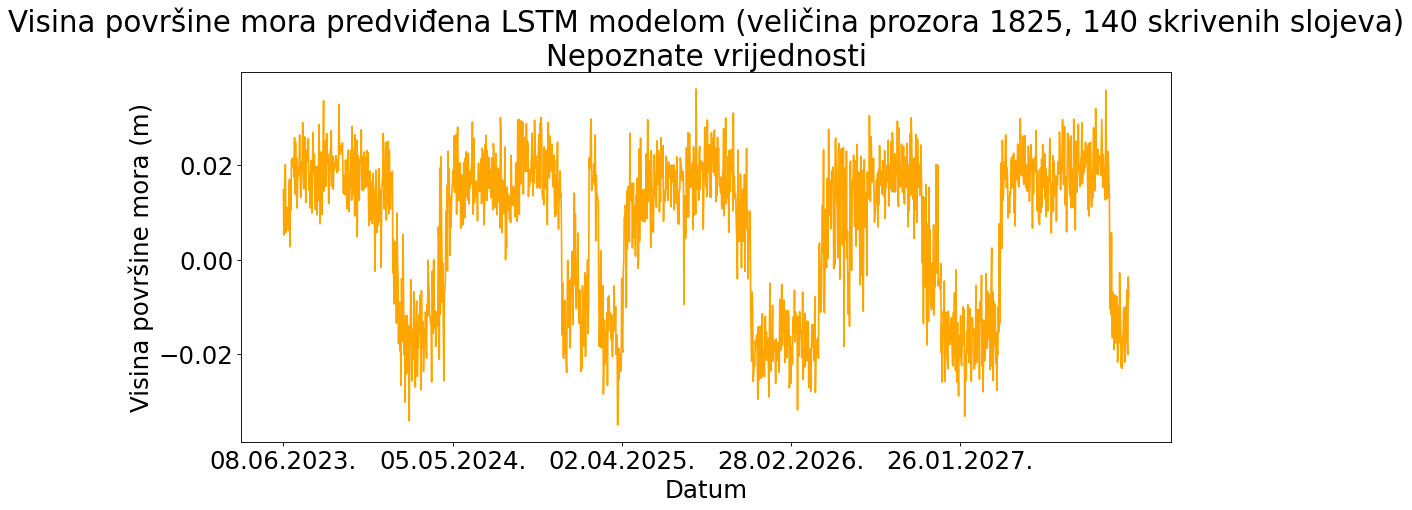 Visina površine mora predviđena LSTM modelom (veličina prozora 1825, 140 skrivenih slojeva)
Nepoznate vrijednosti
Visina površine mora (m)
0.02
0.00
−0.02
08.06.2023. 05.05.2024. 02.04.2025. 28.02.2026. 26.01.2027.
Datum